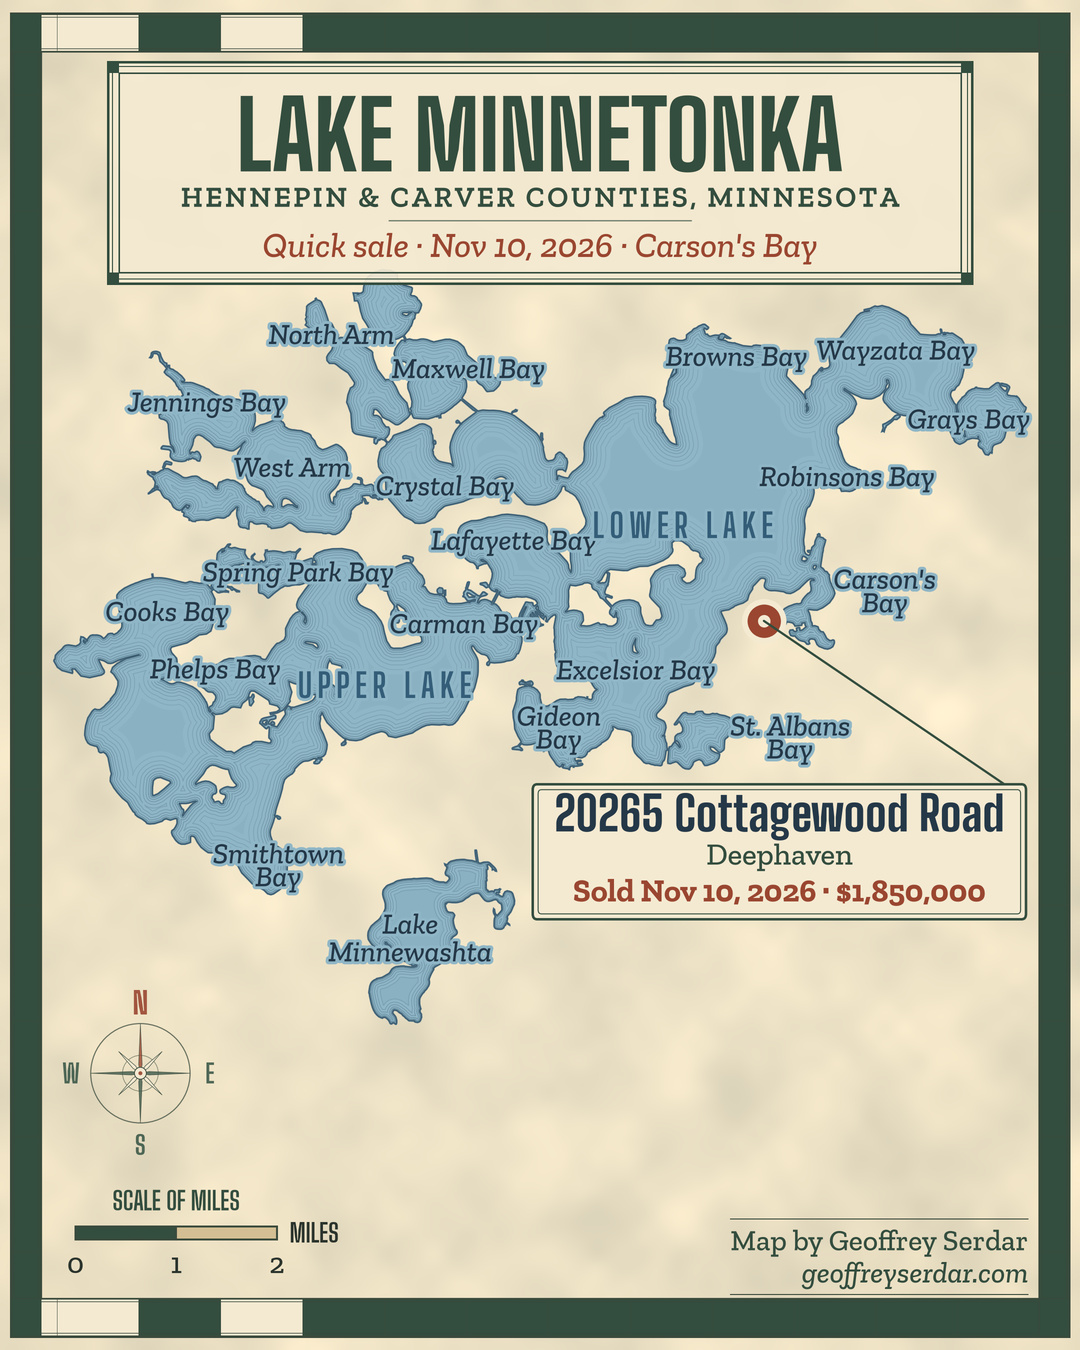 LAKE MINNETONKA
HENNEPIN & CARVER COUNTIES, MINNESOTA
Quick sale · Nov 10, 2026 · Carson's Bay
North Arm
Maxwell Bay
Browns Bay
Wayzata Bay
Jennings Bay
Grays Bay
West Arm
Crystal Bay
Robinsons Bay
LOWER LAKE
Lafayette Bay
Spring Park Bay
Carson's
Bay
Cooks Bay
Carman Bay
Phelps Bay
UPPER LAKE
Excelsior Bay
Gideon
Bay
St. Albans
Bay
20265 Cottagewood Road
Deephaven
Sold Nov 10, 2026 · $1,850,000
Smithtown
Bay
Lake
Minnewashta
N
W E
S
SCALE OF MILES
MILES
0 1 2
Map by Geoffrey Serdar
geoffreyserdar.com